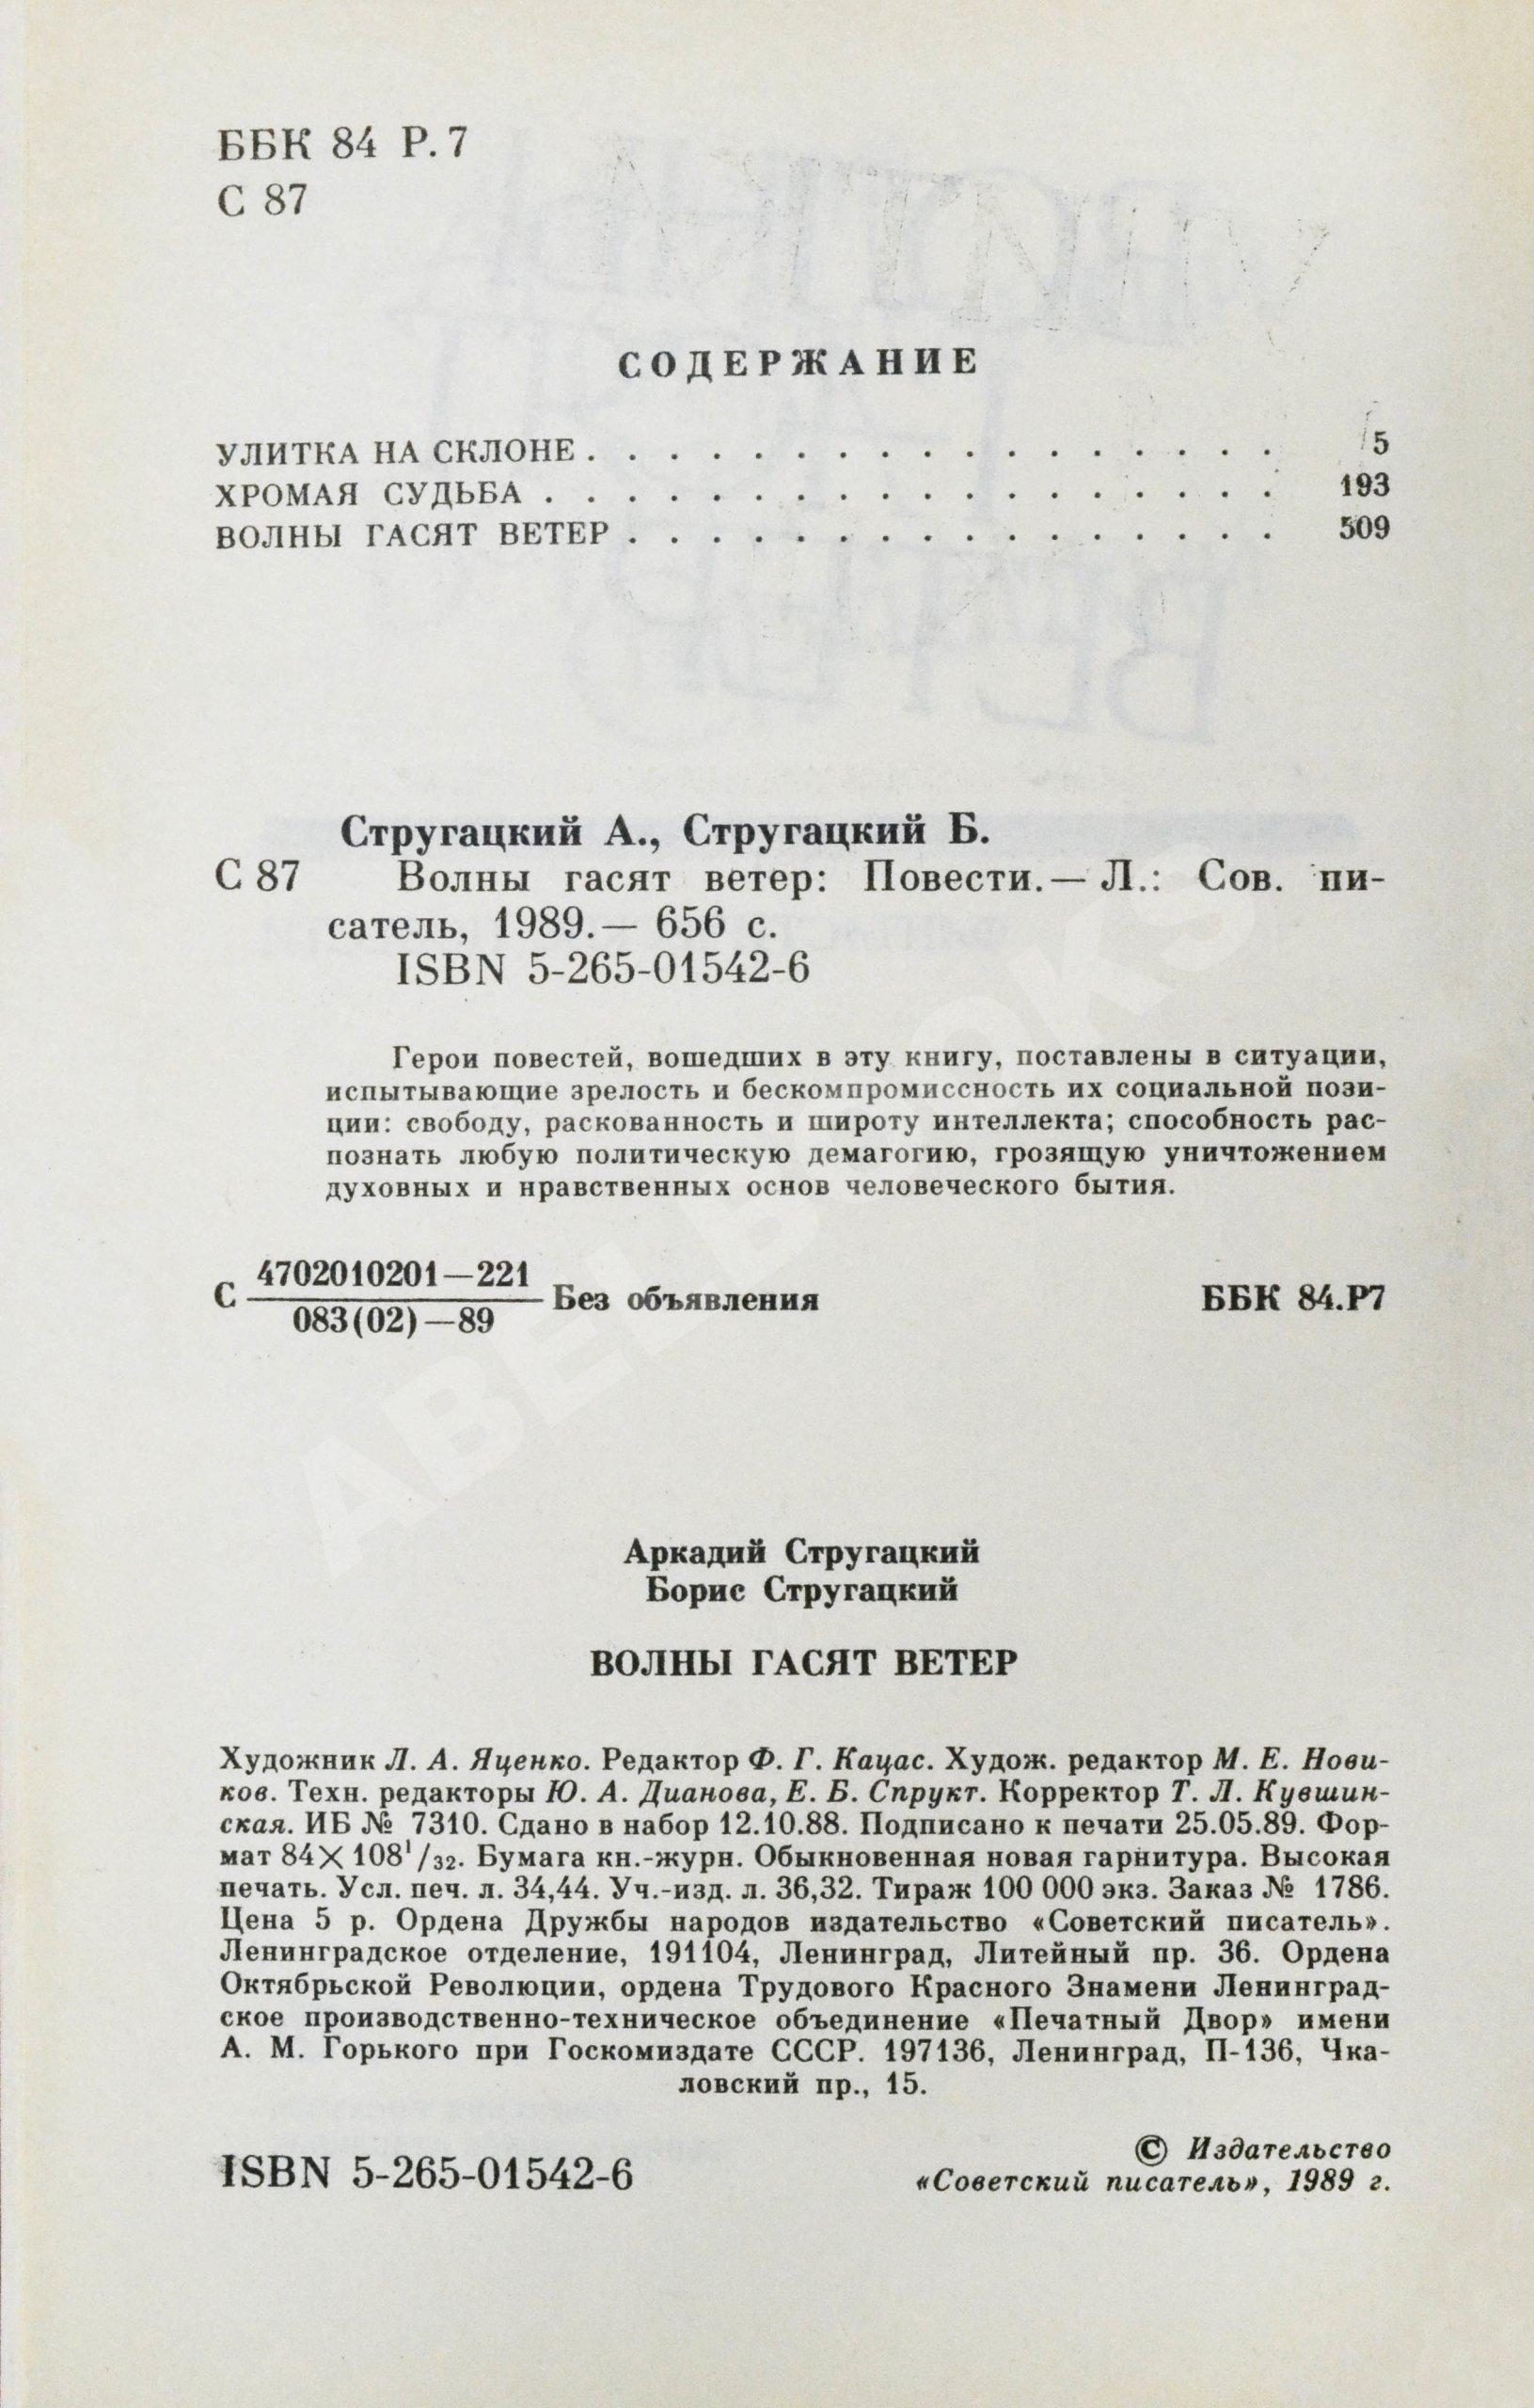 ББК 84 Р. 7
С 87
СОДЕРЖАНИЕ
УЛИТКА НА СКЛОНЕ . . . . . . . . . . . . . . . . . 5
ХРОМАЯ СУДЬБА . . . . . . . . . . . . . . . . . . 193
ВОЛНЫ ГАСЯТ ВЕТЕР . . . . . . . . . . . . . . . . 509
Стругацкий А., Стругацкий Б.
С 87 Волны гасят ветер: Повести.— Л.: Сов. пи-
сатель, 1989.— 656 с.
ISBN 5-265-01542-6
Герои повестей, вошедших в эту книгу, поставлены в ситуации,
испытывающие зрелость и бескомпромиссность их социальной пози-
ции: свободу, раскованность и широту интеллекта; способность рас-
познать любую политическую демагогию, грозящую уничтожением
духовных и нравственных основ человеческого бытия.
С 4702010201—221
083(02)—89 Без объявления ББК 84.Р7
ABELBOOKS
Аркадий Стругацкий
Борис Стругацкий
ВОЛНЫ ГАСЯТ ВЕТЕР
Художник Л. А. Яценко. Редактор Ф. Г. Кацас. Худож. редактор М. Е. Нови-
ков. Техн. редакторы Ю. А. Дианова, Е. Б. Спрукт. Корректор Т. Л. Кувшин-
ская. ИБ № 7310. Сдано в набор 12.10.88. Подписано к печати 25.05.89. Фор-
мат 84×108¹/₃₂. Бумага кн.-журн. Обыкновенная новая гарнитура. Высокая
печать. Усл. печ. л. 34,44. Уч.-изд. л. 36,32. Тираж 100 000 экз. Заказ № 1786.
Цена 5 р. Ордена Дружбы народов издательство «Советский писатель».
Ленинградское отделение, 191104, Ленинград, Литейный пр. 36. Ордена
Октябрьской Революции, ордена Трудового Красного Знамени Ленинград-
ское производственно-техническое объединение «Печатный Двор» имени
А. М. Горького при Госкомиздате СССР. 197136, Ленинград, П-136, Чка-
ловский пр., 15.
ISBN 5-265-01542-6
© Издательство
«Советский писатель», 1989 г.